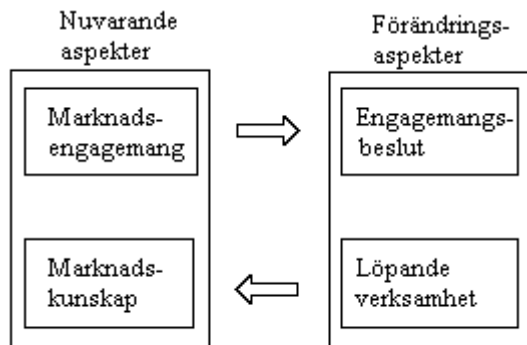 Nuvarande
aspekter
Förändrings-
aspekter
Marknads-
engagemang
Engagemangs-
beslut
Marknads-
kunskap
Löpande
verksamhet